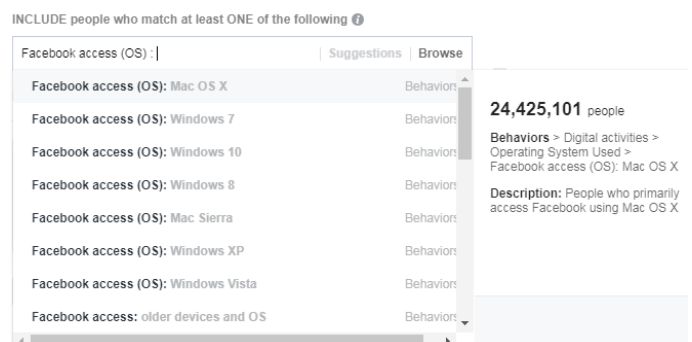 INCLUDE people who match at least ONE of the following
Facebook access (OS) : Suggestions Browse
Facebook access (OS): Mac OS X Behaviors
Facebook access (OS): Windows 7 Behaviors
Facebook access (OS): Windows 10 Behaviors
Facebook access (OS): Windows 8 Behaviors
Facebook access (OS): Mac Sierra Behaviors
Facebook access (OS): Windows XP Behaviors
Facebook access (OS): Windows Vista Behaviors
Facebook access: older devices and OS Behaviors
24,425,101 people
Behaviors > Digital activities >
Operating System Used >
Facebook access (OS): Mac OS X
Description: People who primarily
access Facebook using Mac OS X